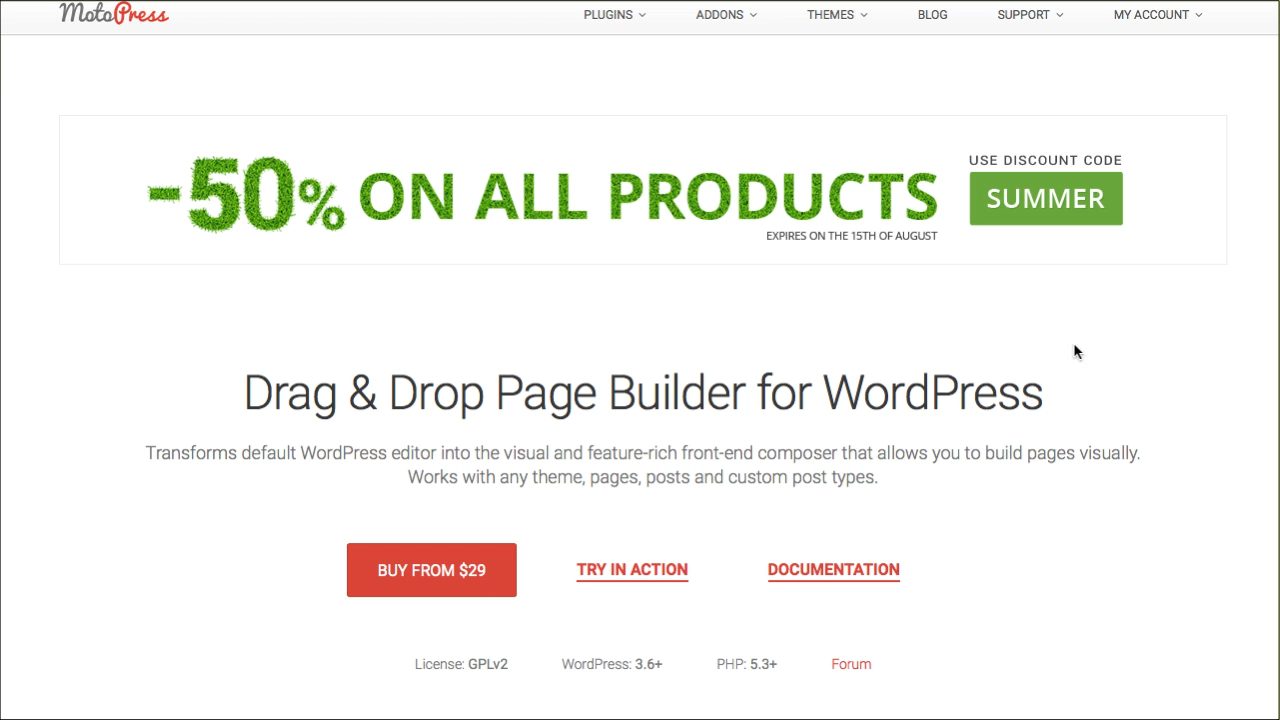 MotoPress
PLUGINS
ADDONS
THEMES
BLOG
SUPPORT
MY ACCOUNT
-50% ON ALL PRODUCTS
EXPIRES ON THE 15TH OF AUGUST
USE DISCOUNT CODE
SUMMER
Drag & Drop Page Builder for WordPress
Transforms default WordPress editor into the visual and feature-rich front-end composer that allows you to build pages visually.
Works with any theme, pages, posts and custom post types.
BUY FROM $29
TRY IN ACTION
DOCUMENTATION
License: GPLv2
WordPress: 3.6+
PHP: 5.3+
Forum